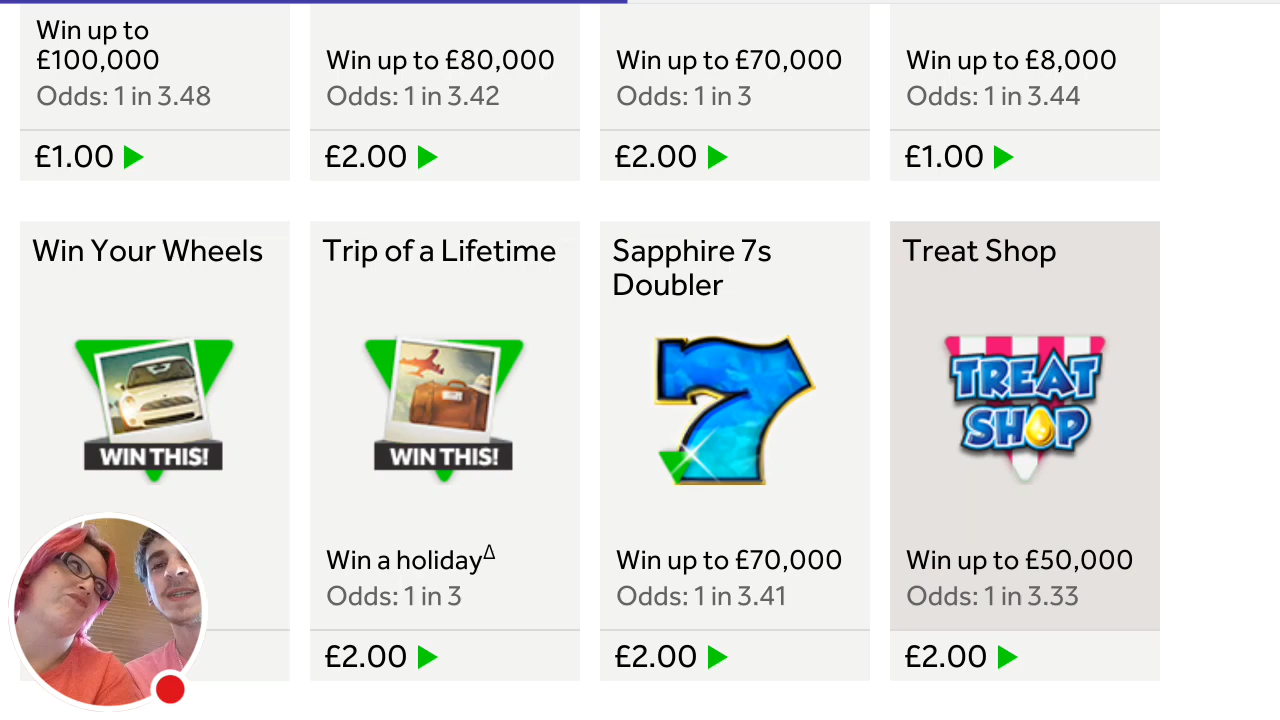 Win up to
£100,000
Win up to £80,000
Win up to £70,000
Win up to £8,000
Odds: 1 in 3.48
Odds: 1 in 3.42
Odds: 1 in 3
Odds: 1 in 3.44
£1.00
£2.00
£2.00
£1.00
Win Your Wheels
WIN THIS!
Trip of a Lifetime
WIN THIS!
Win a holidayΔ
Odds: 1 in 3
£2.00
Sapphire 7s
Doubler
7
Win up to £70,000
Odds: 1 in 3.41
£2.00
Treat Shop
TREAT
SHOP
Win up to £50,000
Odds: 1 in 3.33
£2.00